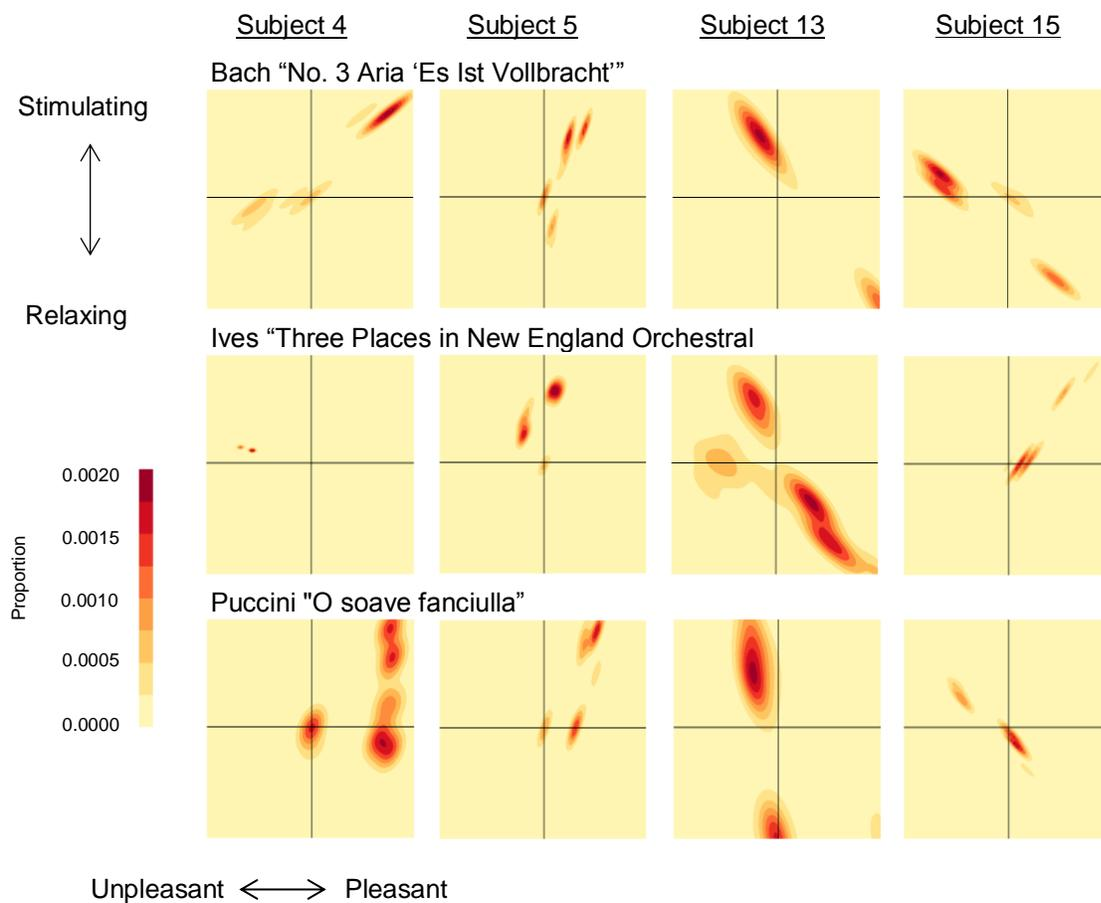 Subject 4 Subject 5 Subject 13 Subject 15
Bach “No. 3 Aria ‘Es Ist Vollbracht’”
Stimulating
Relaxing
Ives “Three Places in New England Orchestral
0.0020
0.0015
0.0010
0.0005
0.0000
Proportion
Puccini "O soave fanciulla”
Unpleasant Pleasant